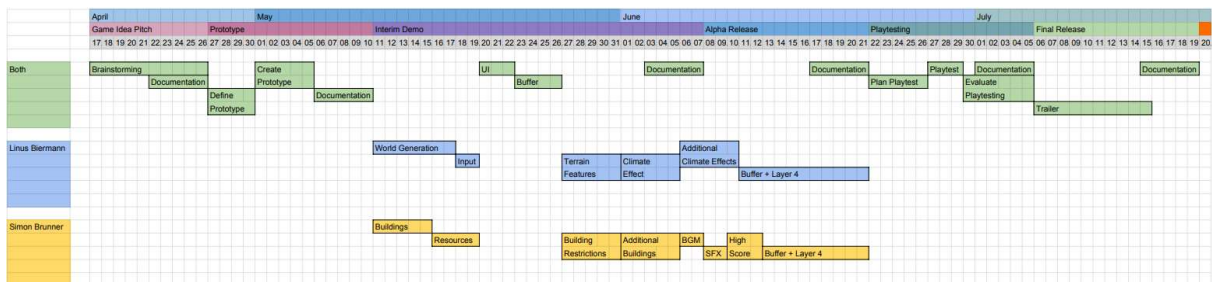 April May June July
Game Idea Pitch Prototype Interim Demo Alpha Release Playtesting Final Release
17 18 19 20 21 22 23 24 25 26 27 28 29 30 01 02 03 04 05 06 07 08 09 10 11 12 13 14 15 16 17 18 19 20 21 22 23 24 25 26 27 28 29 30 31 01 02 03 04 05 06 07 08 09 10 11 12 13 14 15 16 17 18 19 20 21 22 23 24 25 26 27 28 29 30 01 02 03 04 05 06 07 08 09 10 11 12 13 14 15 16 17 18 19 20
Both Brainstorming Create UI Documentation Documentation Playtest Documentation Documentation
Documentation Prototype Buffer Plan Playtest Evaluate
Define Documentation Playtesting
Prototype Trailer
Linus Biermann World Generation Additional
Input Terrain Climate Climate Effects
Features Effect Buffer + Layer 4
Simon Brunner Buildings
Resources Building Additional BGM High
Restrictions Buildings SFX Score Buffer + Layer 4